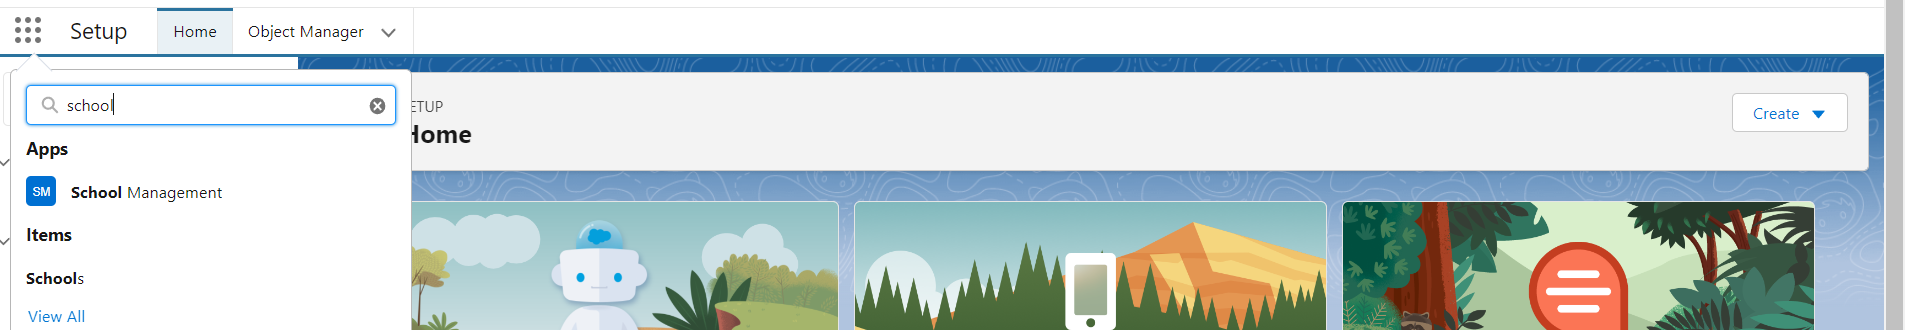 Setup
Home
Object Manager
school
ETUP
Home
Create
Apps
SM
School Management
Items
Schools
View All